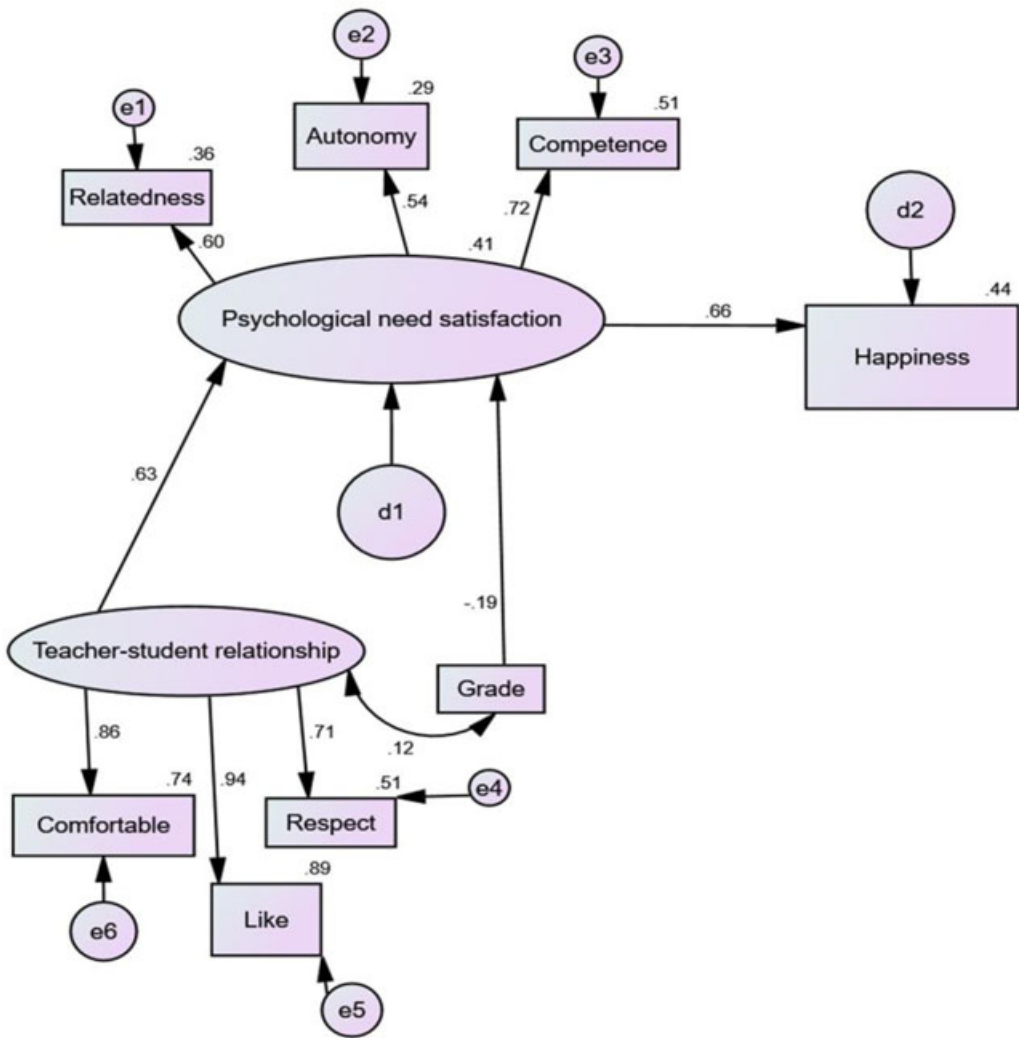 e2
e3
e1
.29
.51
Autonomy
Competence
.36
Relatedness
.54
.72
d2
.60
.41
.44
Psychological need satisfaction
.66
Happiness
.63
d1
-.19
Teacher-student relationship
Grade
.86
.71
.12
.74
.94
.51
e4
Comfortable
Respect
.89
Like
e6
e5